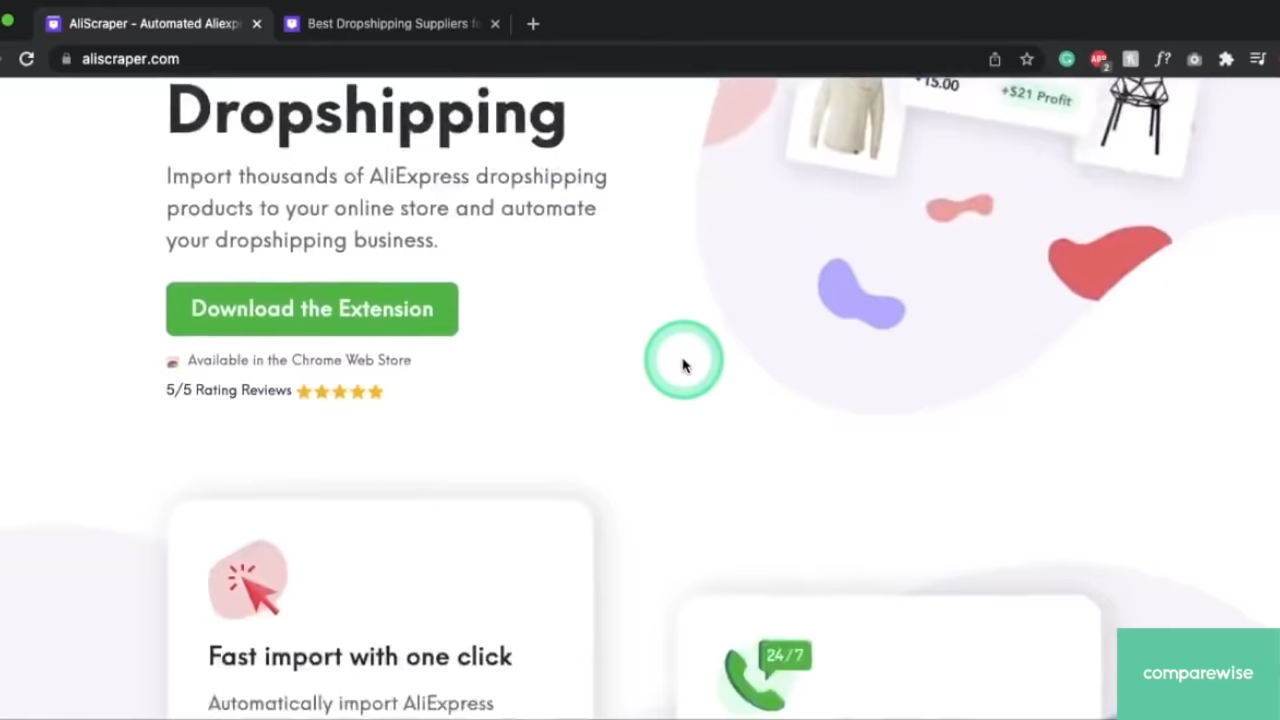 AliScraper - Automated Aliexp
Best Dropshipping Suppliers fo
aliscraper.com
ABP
2
f?
Dropshipping
15.00
+$21 Profit
Import thousands of AliExpress dropshipping
products to your online store and automate
your dropshipping business.
Download the Extension
Available in the Chrome Web Store
5/5 Rating Reviews
24/7
Fast import with one click
Automatically import AliExpress
comparewise